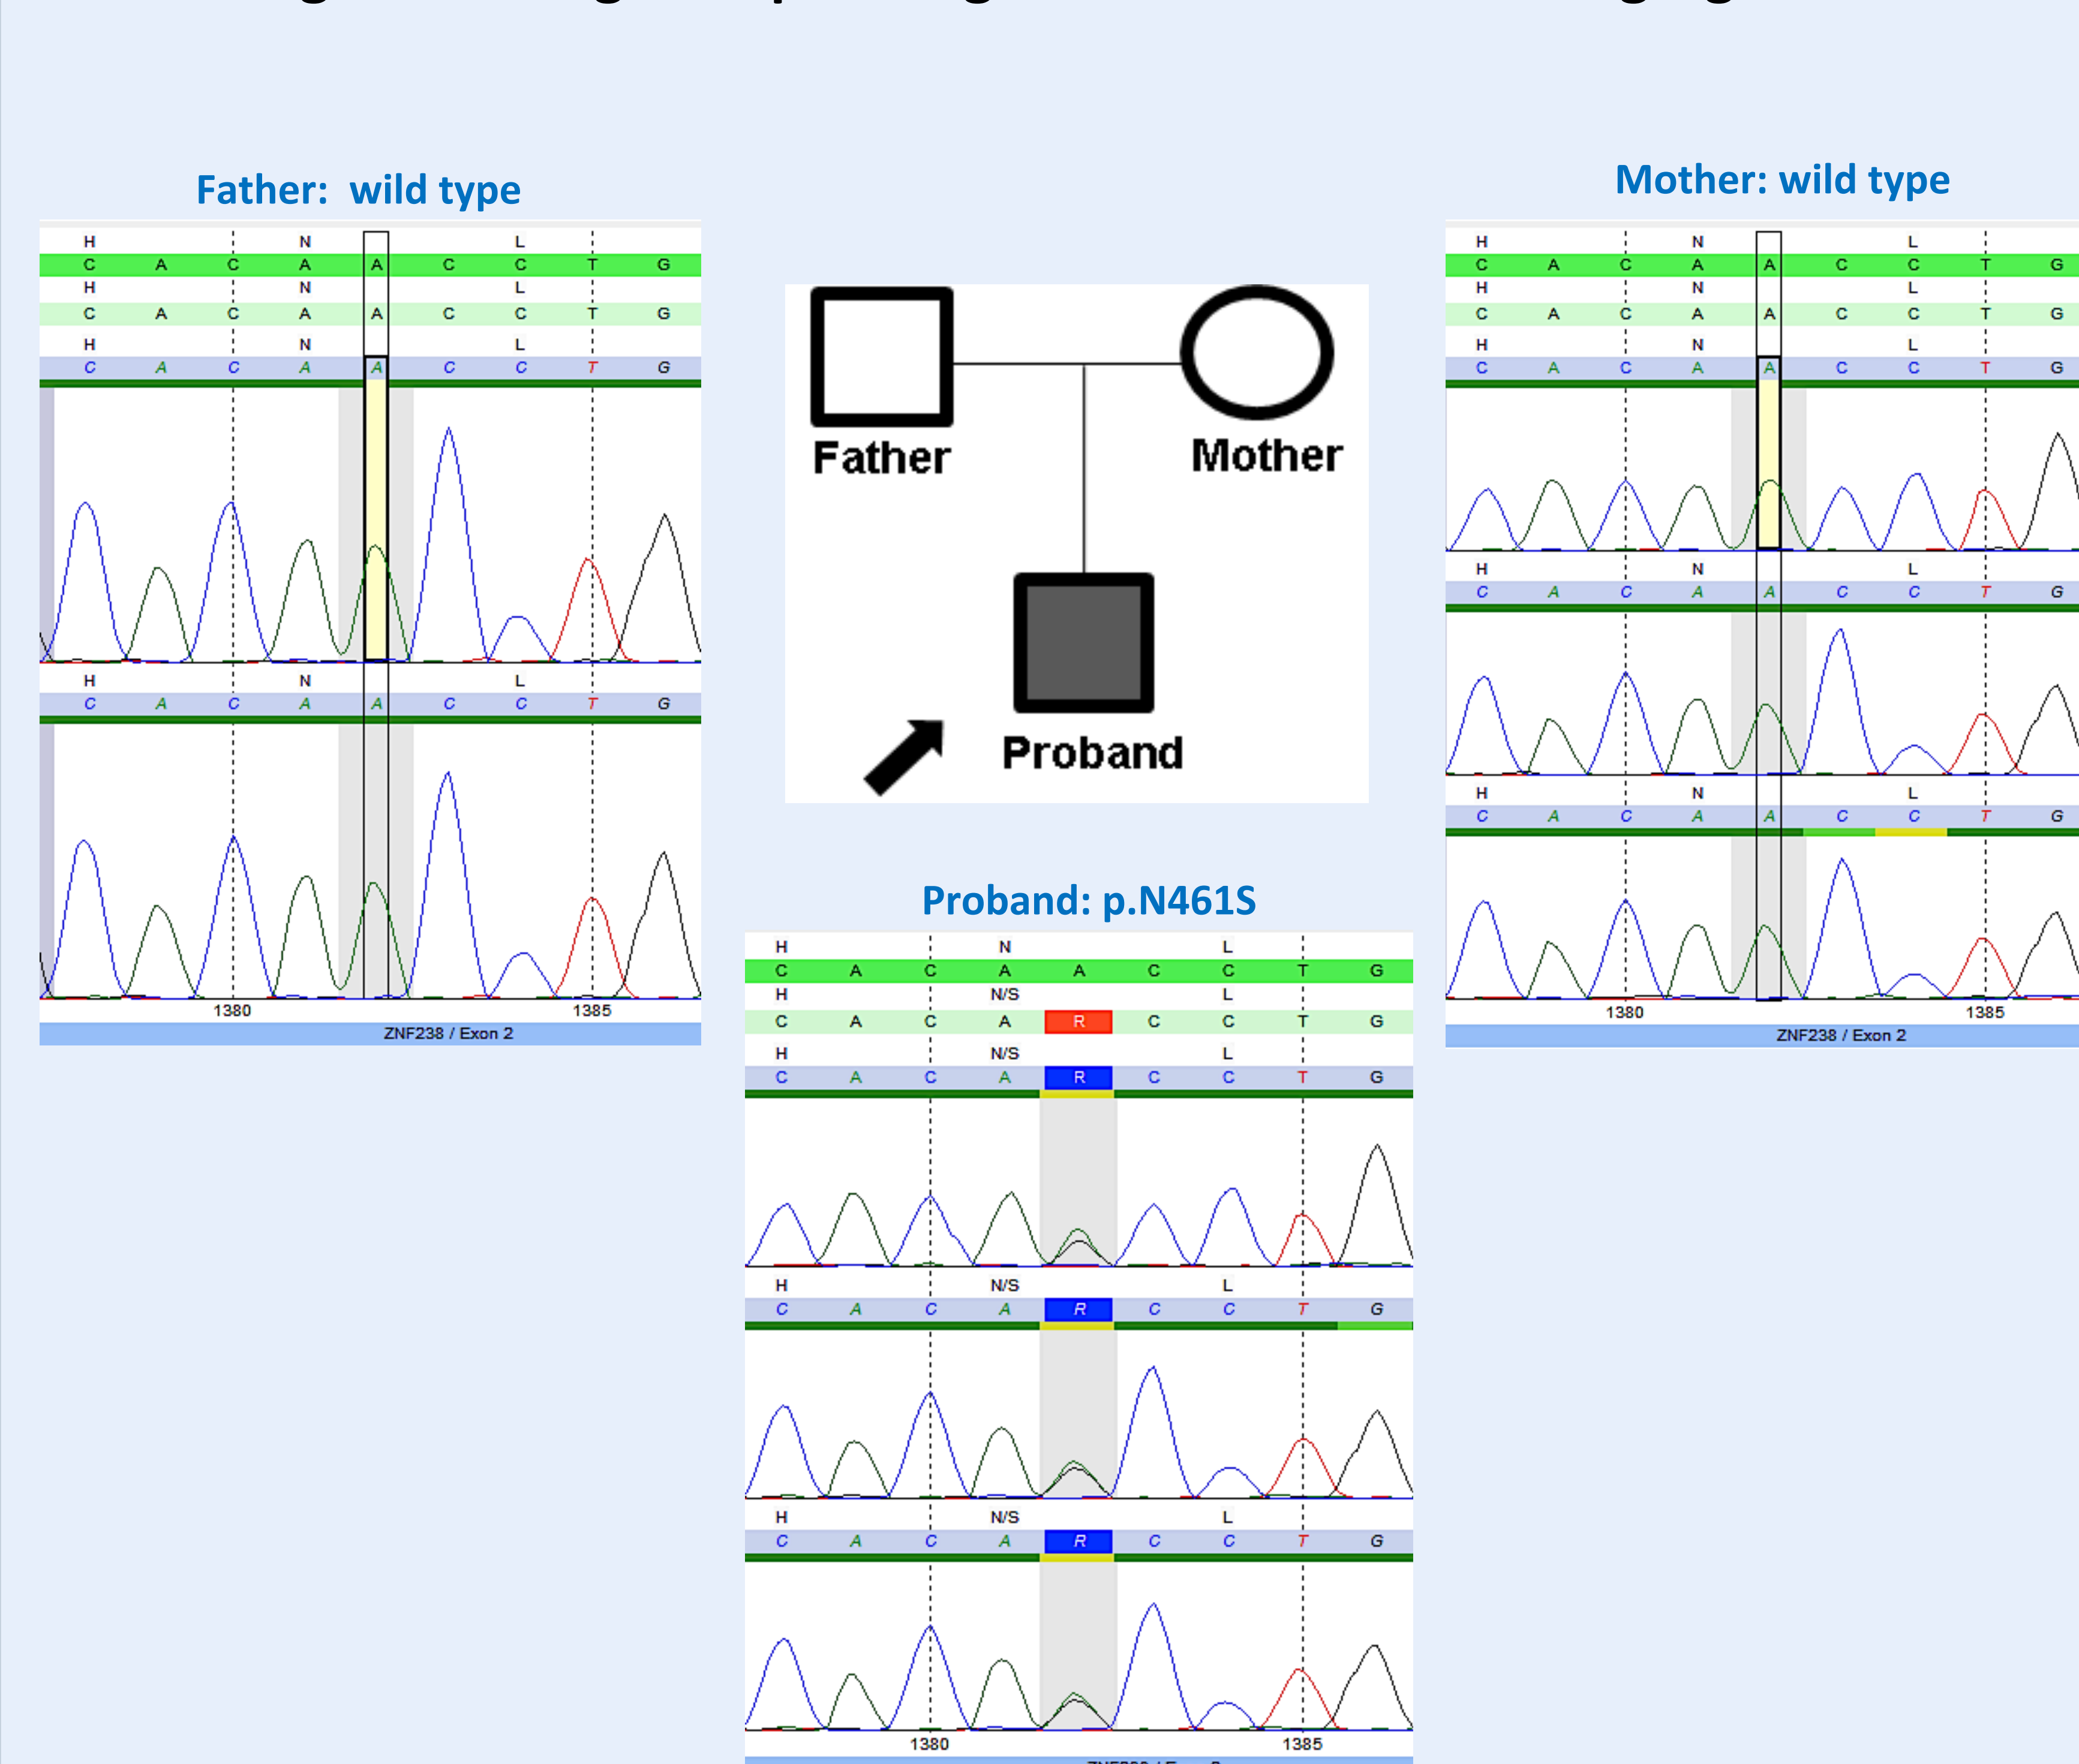 Father: wild type
H N L
C A C A A C C T G
H N L
C A C A A C C T G
H N L
C A C A A C C T G
H N L
C A C A A C C T G
1380 1385
ZNF238 / Exon 2
Father
Mother
Proband
Mother: wild type
H N L
C A C A A C C T G
H N L
C A C A A C C T G
H N L
C A C A A C C T G
H N L
C A C A A C C T G
H N L
C A C A A C C T G
1380 1385
ZNF238 / Exon 2
Proband: p.N461S
H N L
C A C A A C C T G
H N/S L
C A C A R C C T G
H N/S L
C A C A R C C T G
H N/S L
C A C A R C C T G
H N/S L
C A C A R C C T G
1380 1385